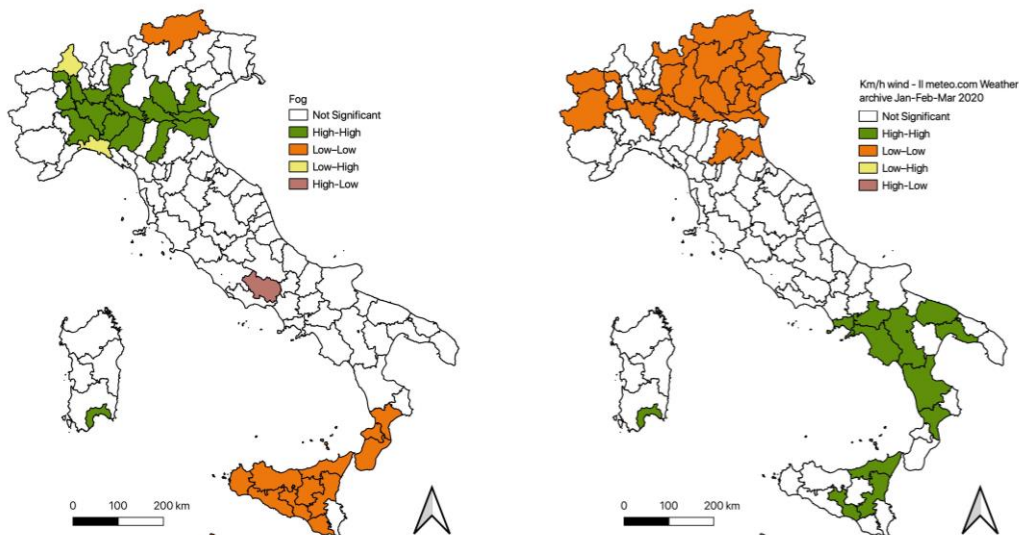 Fog
Not Significant
High-High
Low-Low
Low-High
High-Low
0 100 200 km
Km/h wind - Il meteo.com Weather
archive Jan-Feb-Mar 2020
Not Significant
High-High
Low-Low
Low-High
High-Low
0 100 200 km